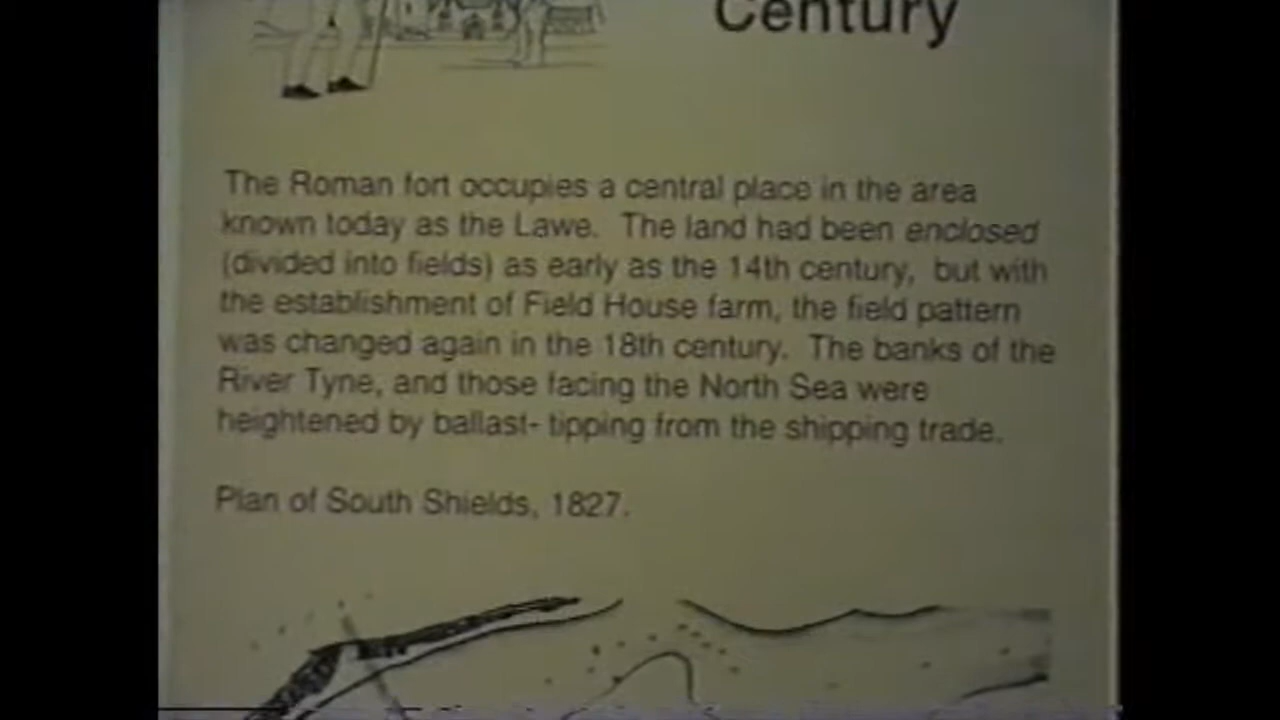 Century
The Roman fort occupies a central place in the area
known today as the Lawe. The land had been enclosed
(divided into fields) as early as the 14th century, but with
the establishment of Field House farm, the field pattern
was changed again in the 18th century. The banks of the
River Tyne, and those facing the North Sea were
heightened by ballast- tipping from the shipping trade.
Plan of South Shields, 1827.